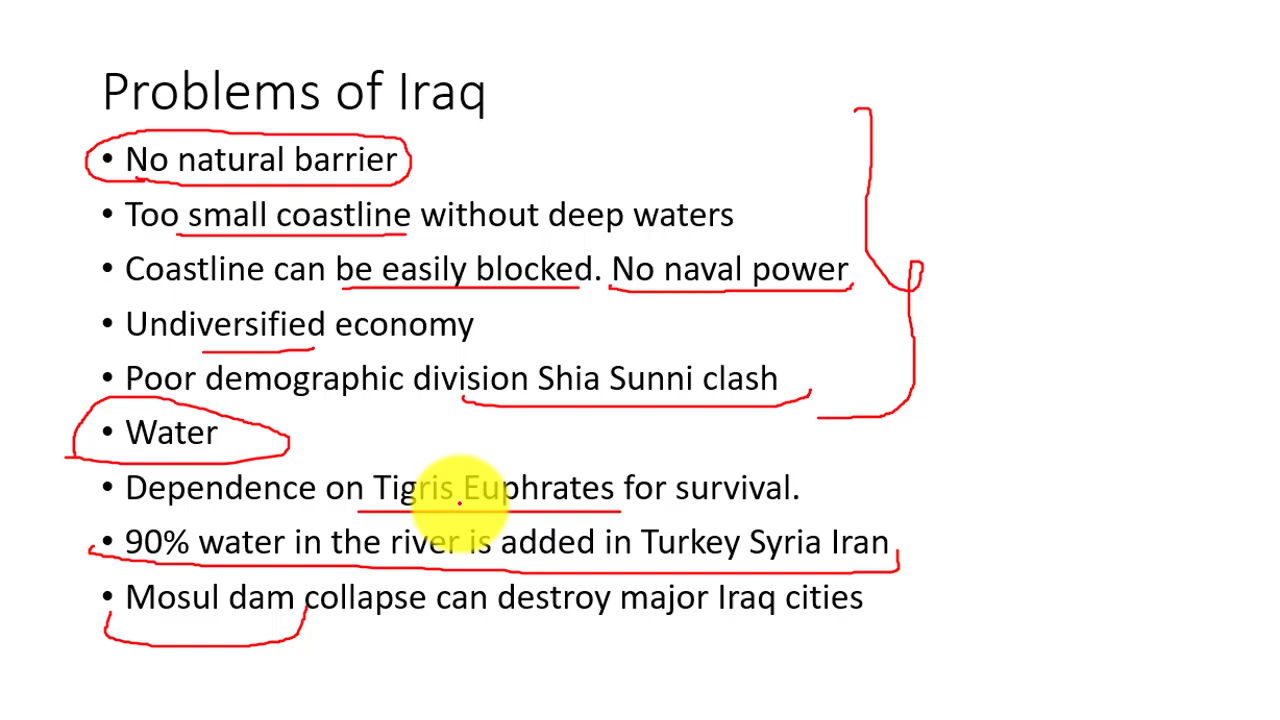 Problems of Iraq
• No natural barrier
• Too small coastline without deep waters
• Coastline can be easily blocked. No naval power
• Undiversified economy
• Poor demographic division Shia Sunni clash
• Water
• Dependence on Tigris Euphrates for survival.
• 90% water in the river is added in Turkey Syria Iran
• Mosul dam collapse can destroy major Iraq cities